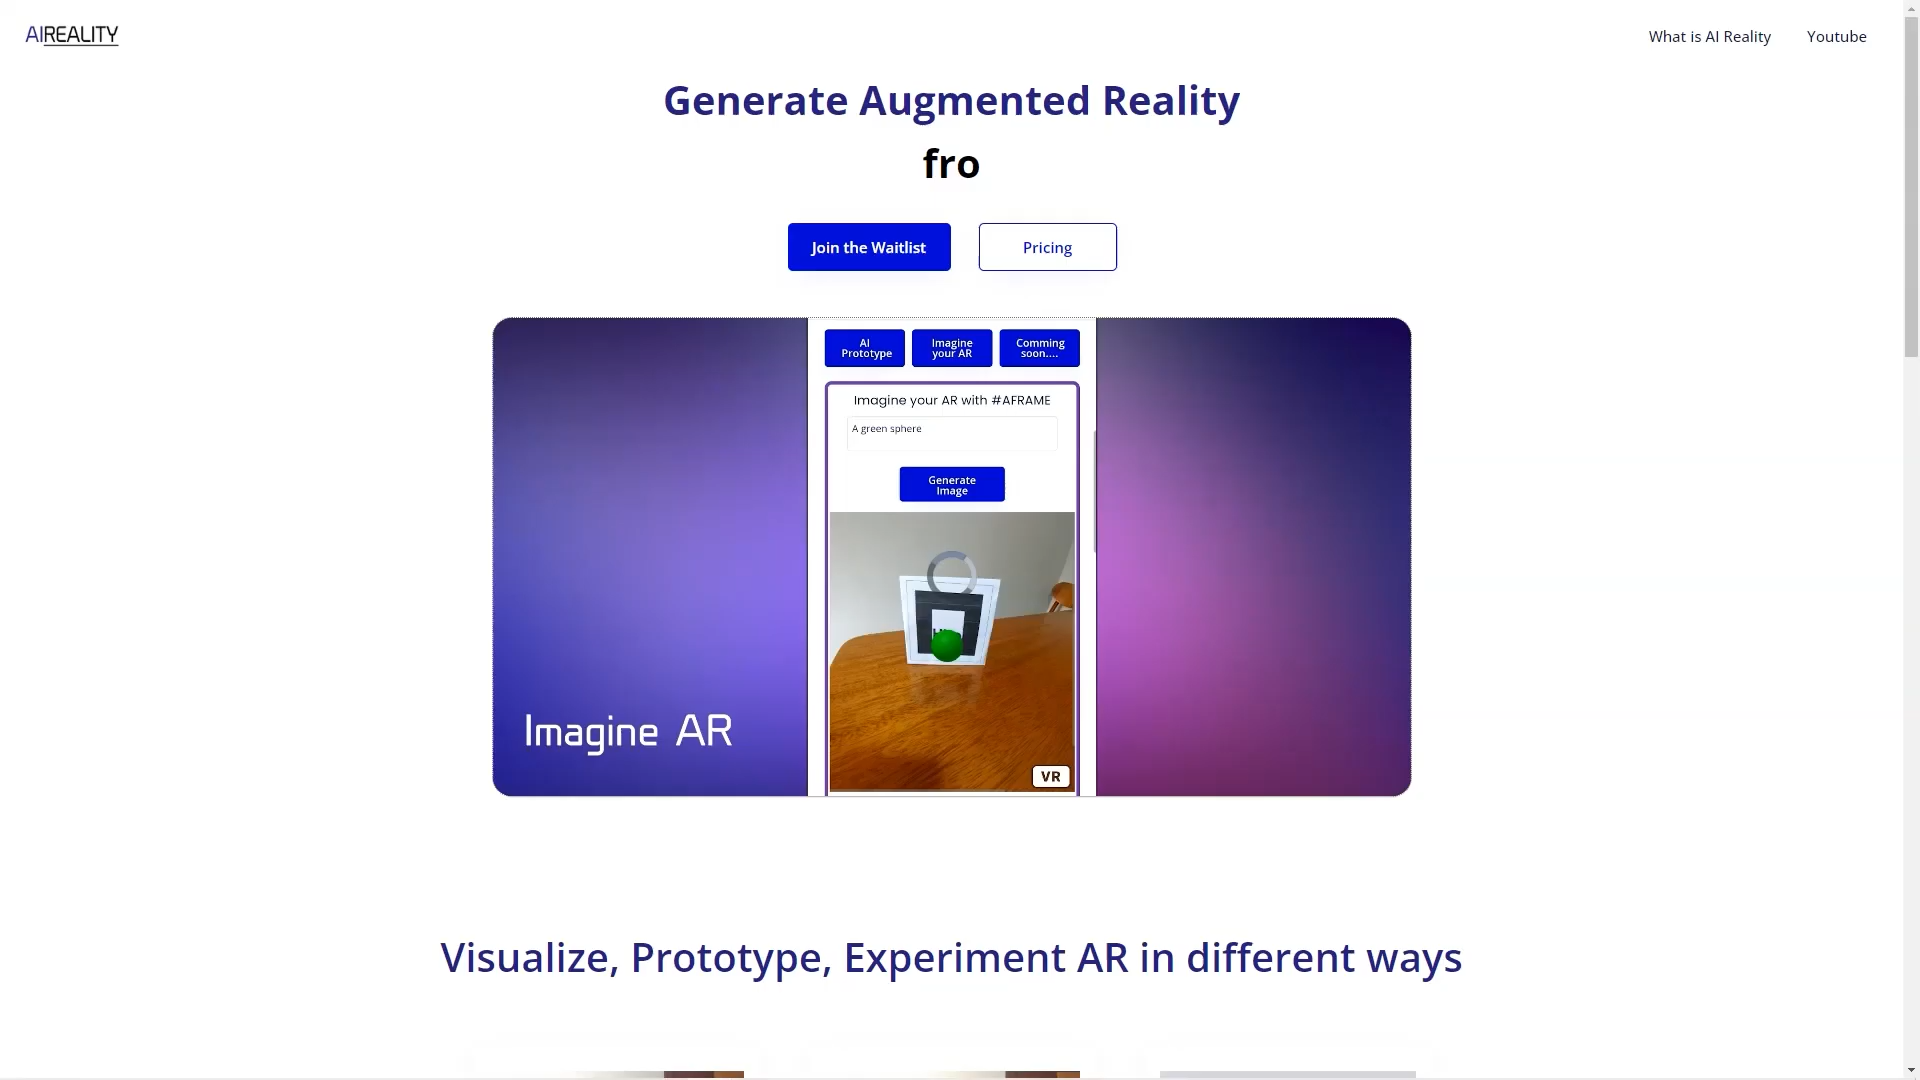 AIREALITY
What is AI Reality
Youtube
Generate Augmented Reality
fro
Join the Waitlist
Pricing
AI
Prototype
Imagine
your AR
Comming
soon....
Imagine your AR with #AFRAME
A green sphere
Generate
Image
VR
Imagine AR
Visualize, Prototype, Experiment AR in different ways